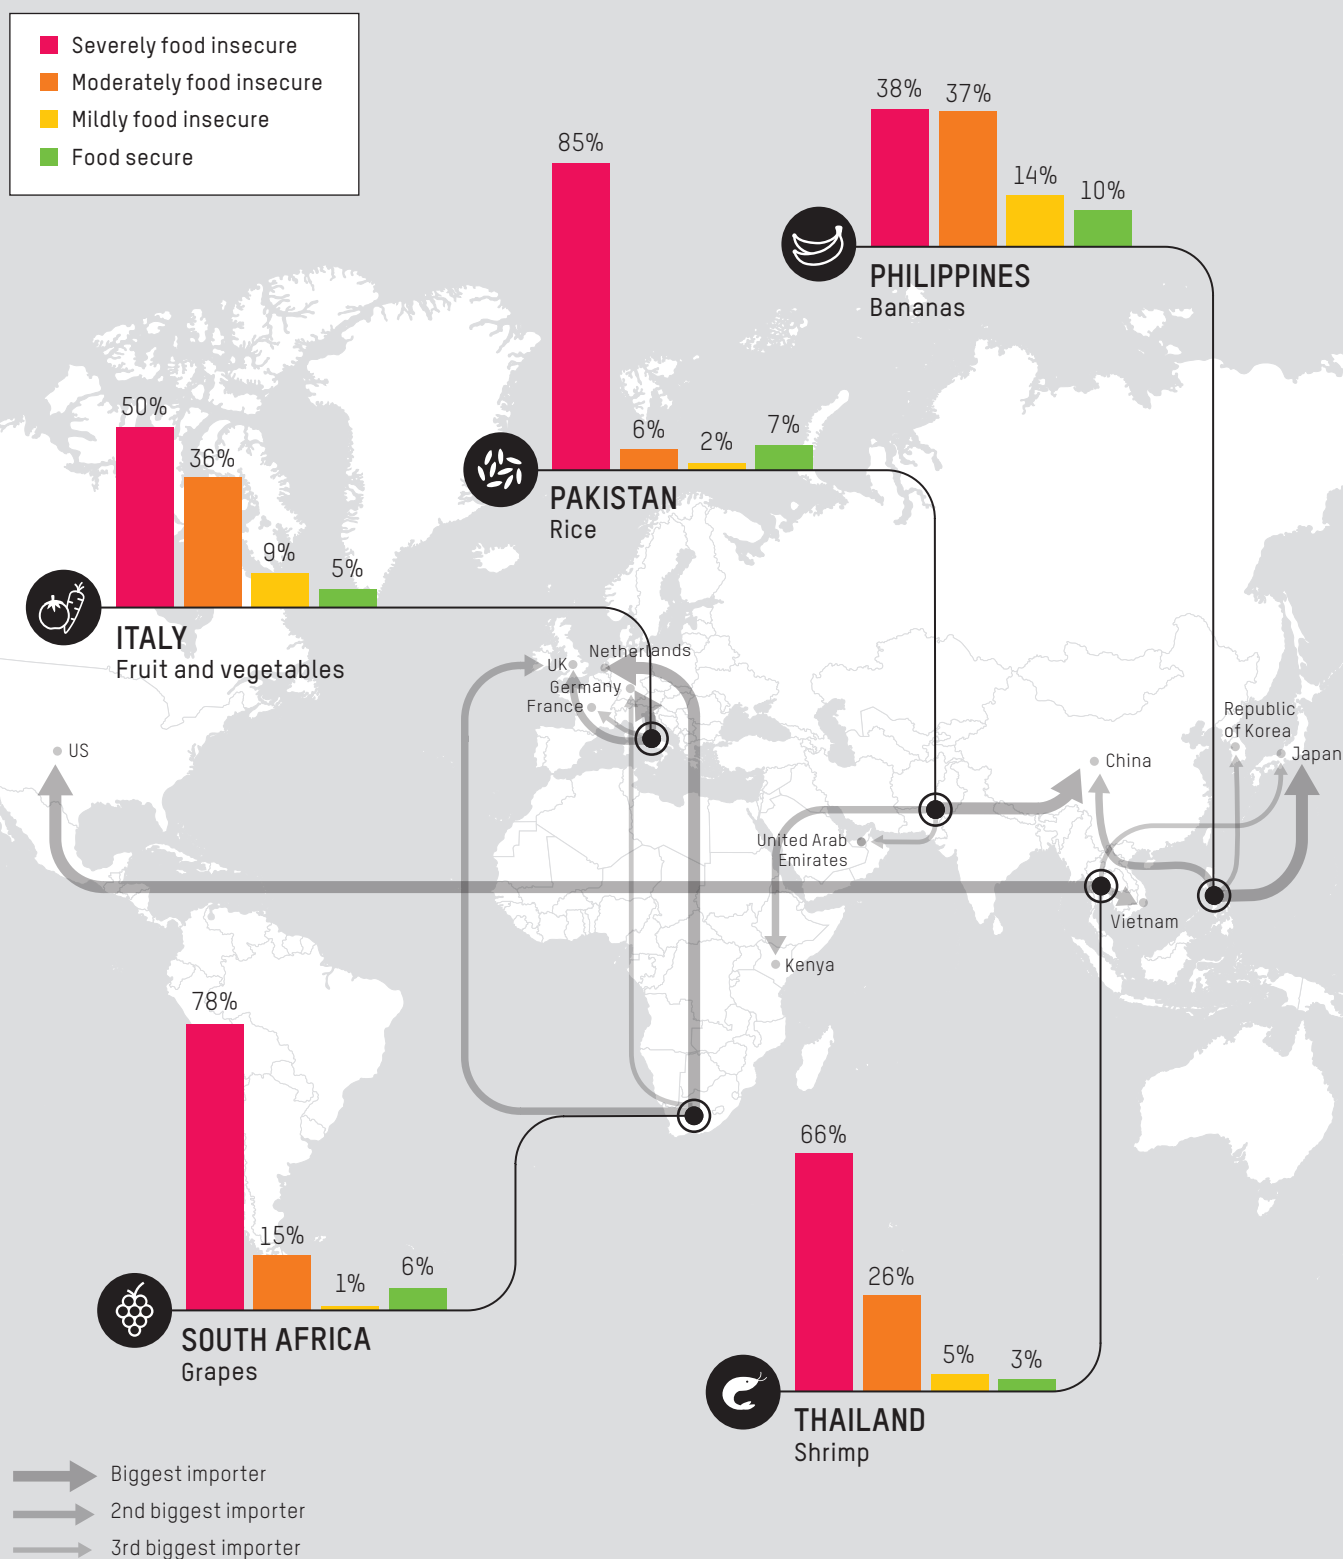 Severely food insecure
Moderately food insecure
Mildly food insecure
Food secure
38%
37%
14%
10%
PHILIPPINES
Bananas
85%
6%
2%
7%
PAKISTAN
Rice
50%
36%
9%
5%
ITALY
Fruit and vegetables
Netherlands
UK
Germany
France
US
Republic
of Korea
Japan
China
United Arab
Emirates
Vietnam
Kenya
78%
15%
1%
6%
SOUTH AFRICA
Grapes
66%
26%
5%
3%
THAILAND
Shrimp
Biggest importer
2nd biggest importer
3rd biggest importer